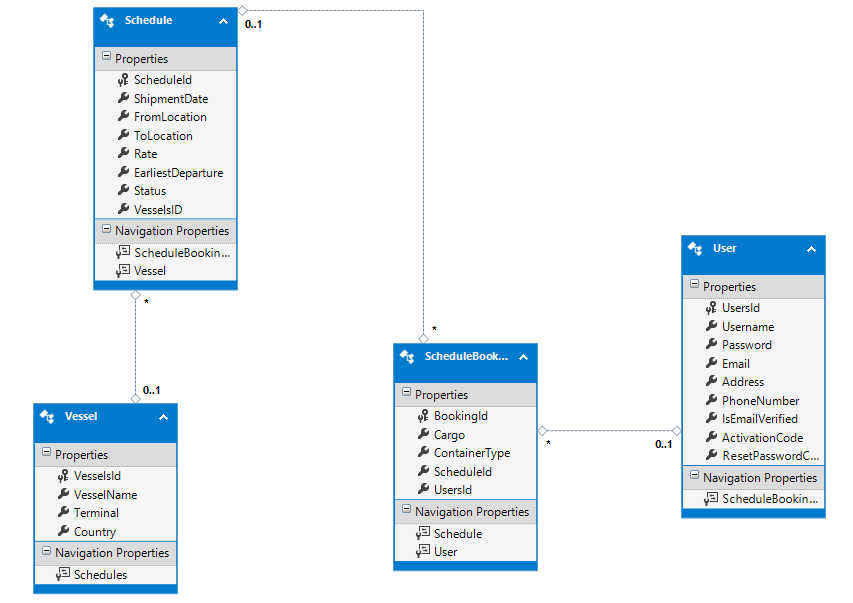 Schedule
Properties
ScheduleId
ShipmentDate
FromLocation
ToLocation
Rate
EarliestDeparture
Status
VesselsID
Navigation Properties
ScheduleBookin...
Vessel
0..1
*
0..1
Vessel
Properties
VesselsId
VesselName
Terminal
Country
Navigation Properties
Schedules
*
ScheduleBook...
Properties
BookingId
Cargo
ContainerType
ScheduleId
UsersId
Navigation Properties
Schedule
User
*
0..1
User
Properties
UsersId
Username
Password
Email
Address
PhoneNumber
IsEmailVerified
ActivationCode
ResetPasswordC...
Navigation Properties
ScheduleBookin...